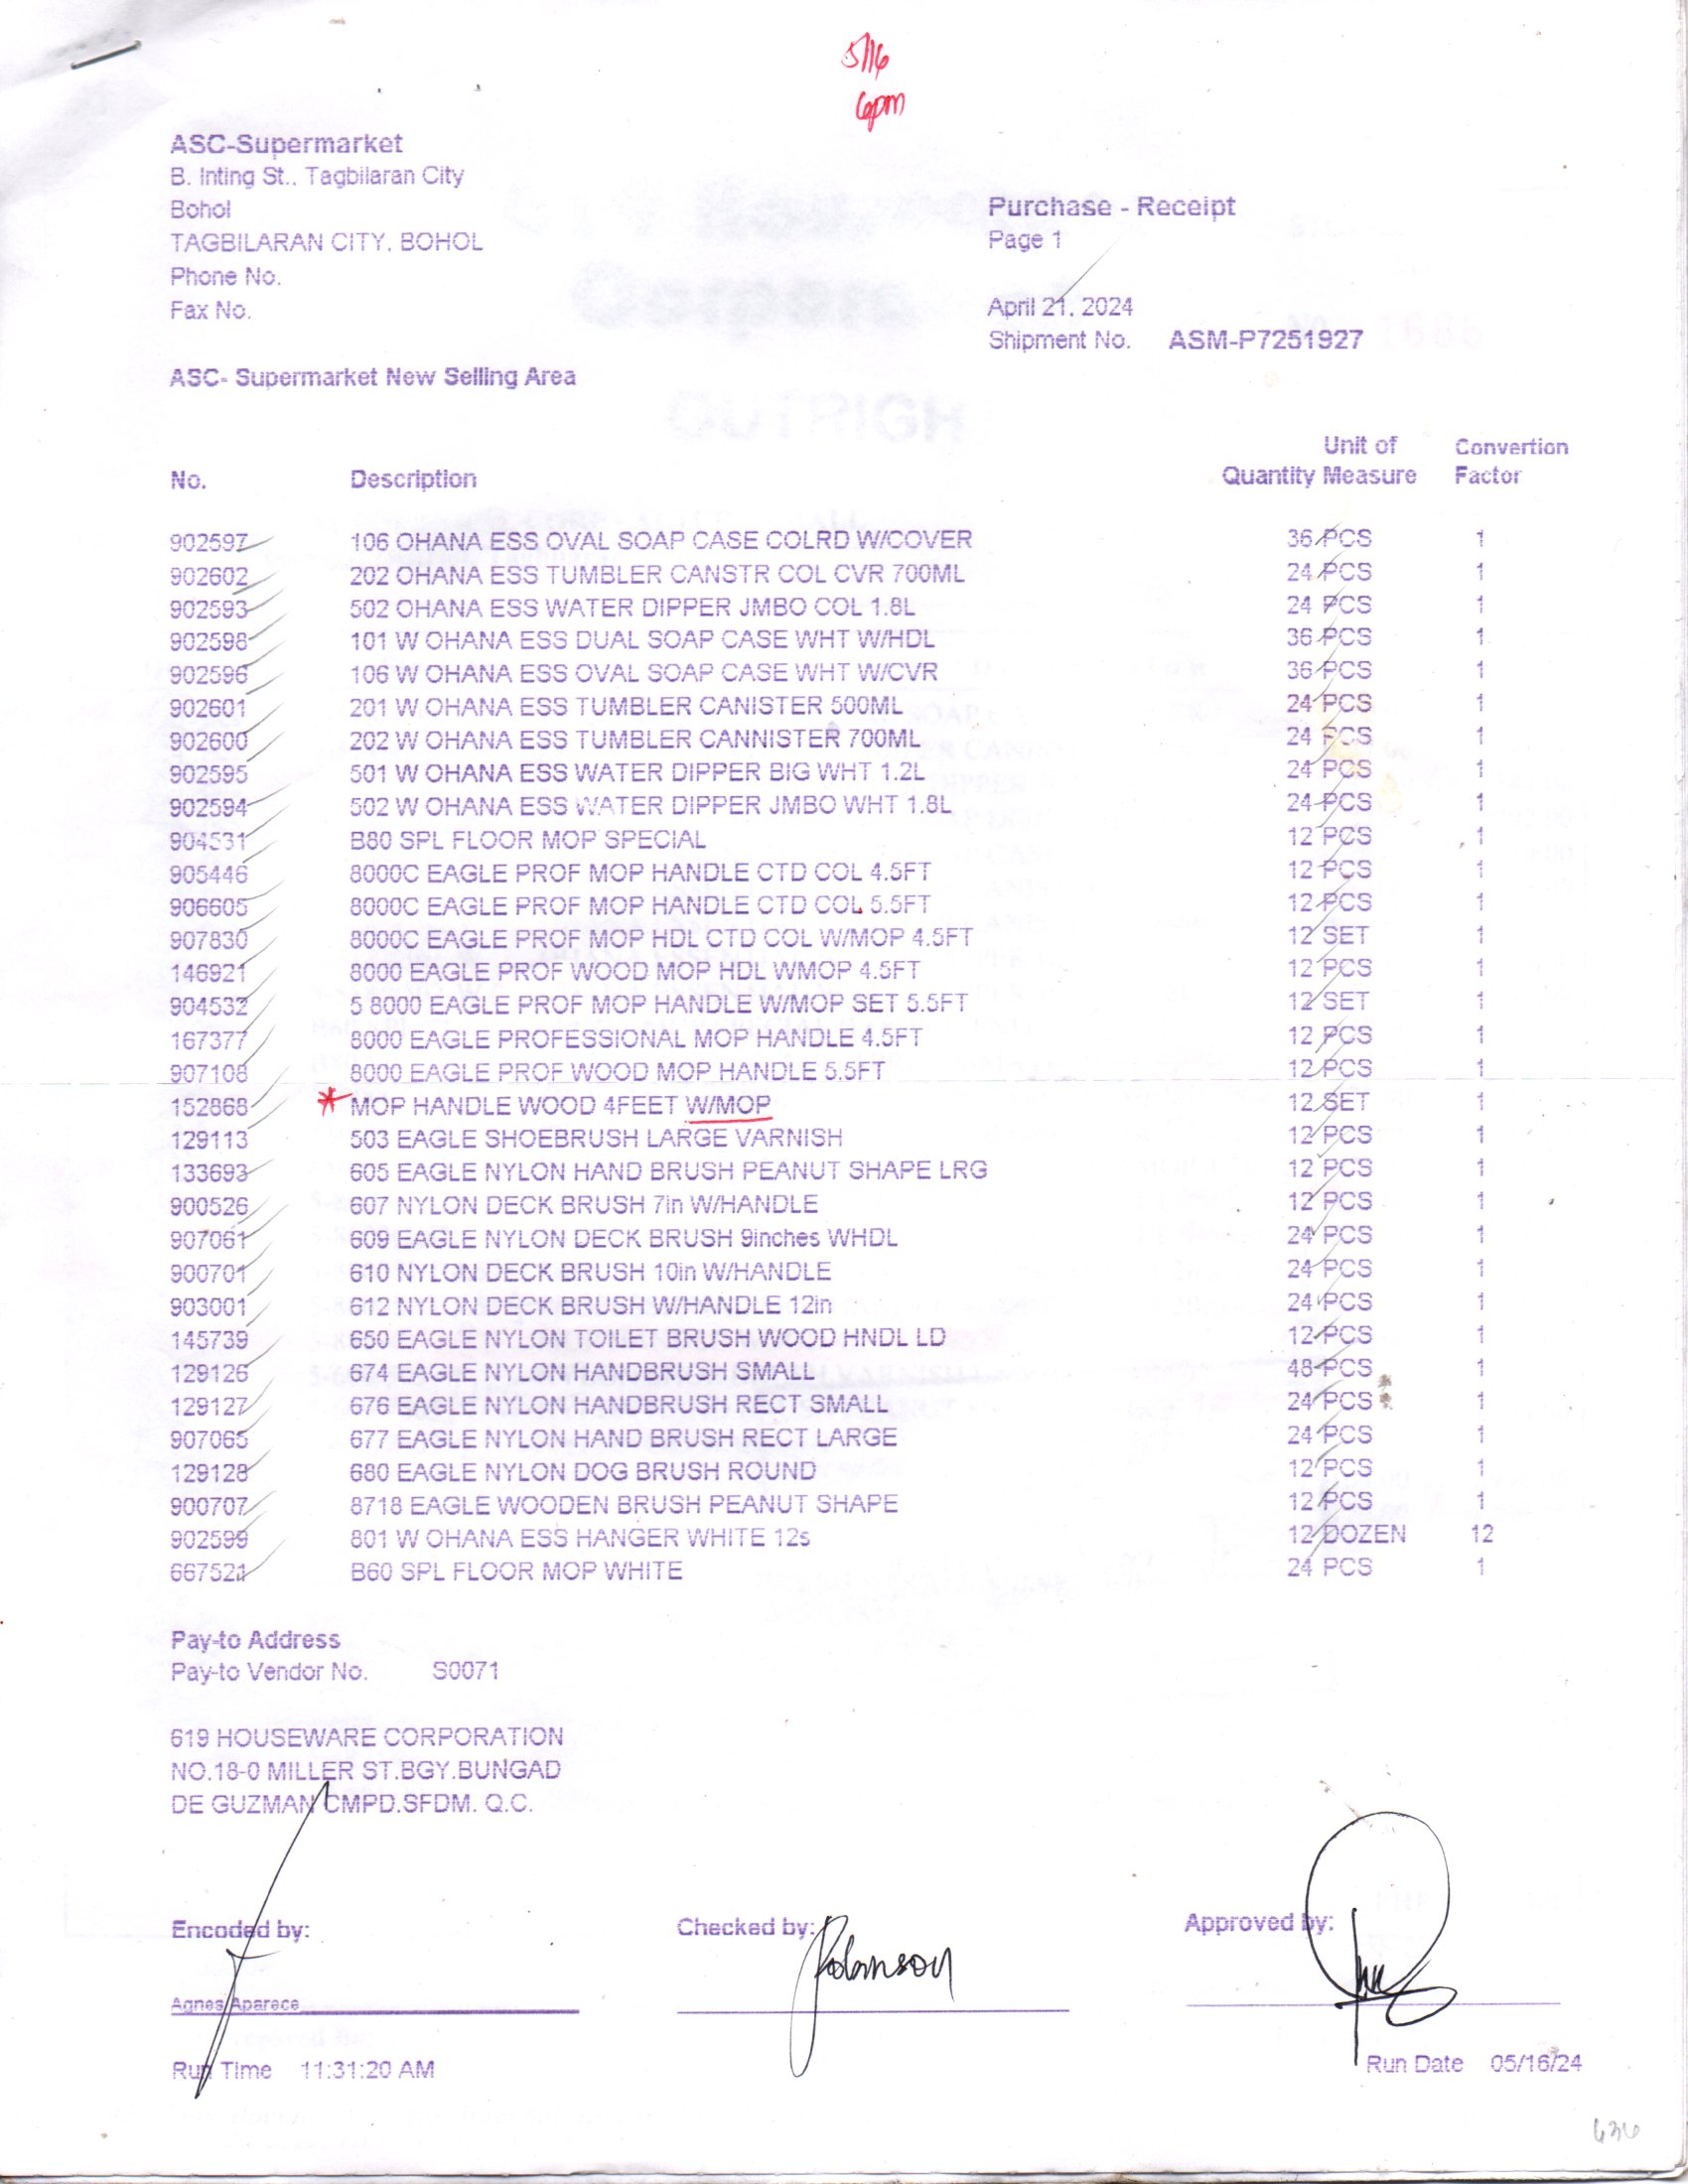 5/16
6pm
ASC-Supermarket
B. Inting St., Tagbilaran City
Bohol
TAGBILARAN CITY, BOHOL
Phone No.
Fax No.
Purchase - Receipt
Page 1
April 21, 2024
Shipment No. ASM-P7251927
ASC- Supermarket New Selling Area
No. Description Quantity Unit of Measure Convertion Factor
902597 106 OHANA ESS OVAL SOAP CASE COLRD W/COVER 36 PCS 1
902602 202 OHANA ESS TUMBLER CANSTR COL CVR 700ML 24 PCS 1
902593 502 OHANA ESS WATER DIPPER JMBO COL 1.8L 24 PCS 1
902598 101 W OHANA ESS DUAL SOAP CASE WHT W/HDL 36 PCS 1
902596 106 W OHANA ESS OVAL SOAP CASE WHT W/CVR 36 PCS 1
902601 201 W OHANA ESS TUMBLER CANISTER 500ML 24 PCS 1
902600 202 W OHANA ESS TUMBLER CANNISTER 700ML 24 PCS 1
902595 501 W OHANA ESS WATER DIPPER BIG WHT 1.2L 24 PCS 1
902594 502 W OHANA ESS WATER DIPPER JMBO WHT 1.8L 24 PCS 1
904531 B80 SPL FLOOR MOP SPECIAL 12 PCS 1
905446 8000C EAGLE PROF MOP HANDLE CTD COL 4.5FT 12 PCS 1
906605 8000C EAGLE PROF MOP HANDLE CTD COL 5.5FT 12 PCS 1
907830 8000C EAGLE PROF MOP HDL CTD COL W/MOP 4.5FT 12 SET 1
146921 8000 EAGLE PROF WOOD MOP HDL WMOP 4.5FT 12 PCS 1
904532 5 8000 EAGLE PROF MOP HANDLE W/MOP SET 5.5FT 12 SET 1
167377 8000 EAGLE PROFESSIONAL MOP HANDLE 4.5FT 12 PCS 1
907108 8000 EAGLE PROF WOOD MOP HANDLE 5.5FT 12 PCS 1
152868 * MOP HANDLE WOOD 4FEET W/MOP 12 SET 1
129113 503 EAGLE SHOEBRUSH LARGE VARNISH 12 PCS 1
133693 605 EAGLE NYLON HAND BRUSH PEANUT SHAPE LRG 12 PCS 1
900526 607 NYLON DECK BRUSH 7in W/HANDLE 12 PCS 1
907061 609 EAGLE NYLON DECK BRUSH 9inches WHDL 24 PCS 1
900701 610 NYLON DECK BRUSH 10in W/HANDLE 24 PCS 1
903001 612 NYLON DECK BRUSH W/HANDLE 12in 24 PCS 1
145739 650 EAGLE NYLON TOILET BRUSH WOOD HNDL LD 12 PCS 1
129126 674 EAGLE NYLON HANDBRUSH SMALL 48 PCS 1
129127 676 EAGLE NYLON HANDBRUSH RECT SMALL 24 PCS 1
907065 677 EAGLE NYLON HAND BRUSH RECT LARGE 24 PCS 1
129128 680 EAGLE NYLON DOG BRUSH ROUND 12 PCS 1
900707 8718 EAGLE WOODEN BRUSH PEANUT SHAPE 12 PCS 1
902599 801 W OHANA ESS HANGER WHITE 12s 12 DOZEN 12
667521 B60 SPL FLOOR MOP WHITE 24 PCS 1
Pay-to Address
Pay-to Vendor No. S0071
619 HOUSEWARE CORPORATION
NO.18-0 MILLER ST.BGY.BUNGAD
DE GUZMAN CMPD.SFDM. Q.C.
Encoded by: Checked by: Approved by:
Agnes Aparece
Run Time 11:31:20 AM Run Date 05/16/24
636